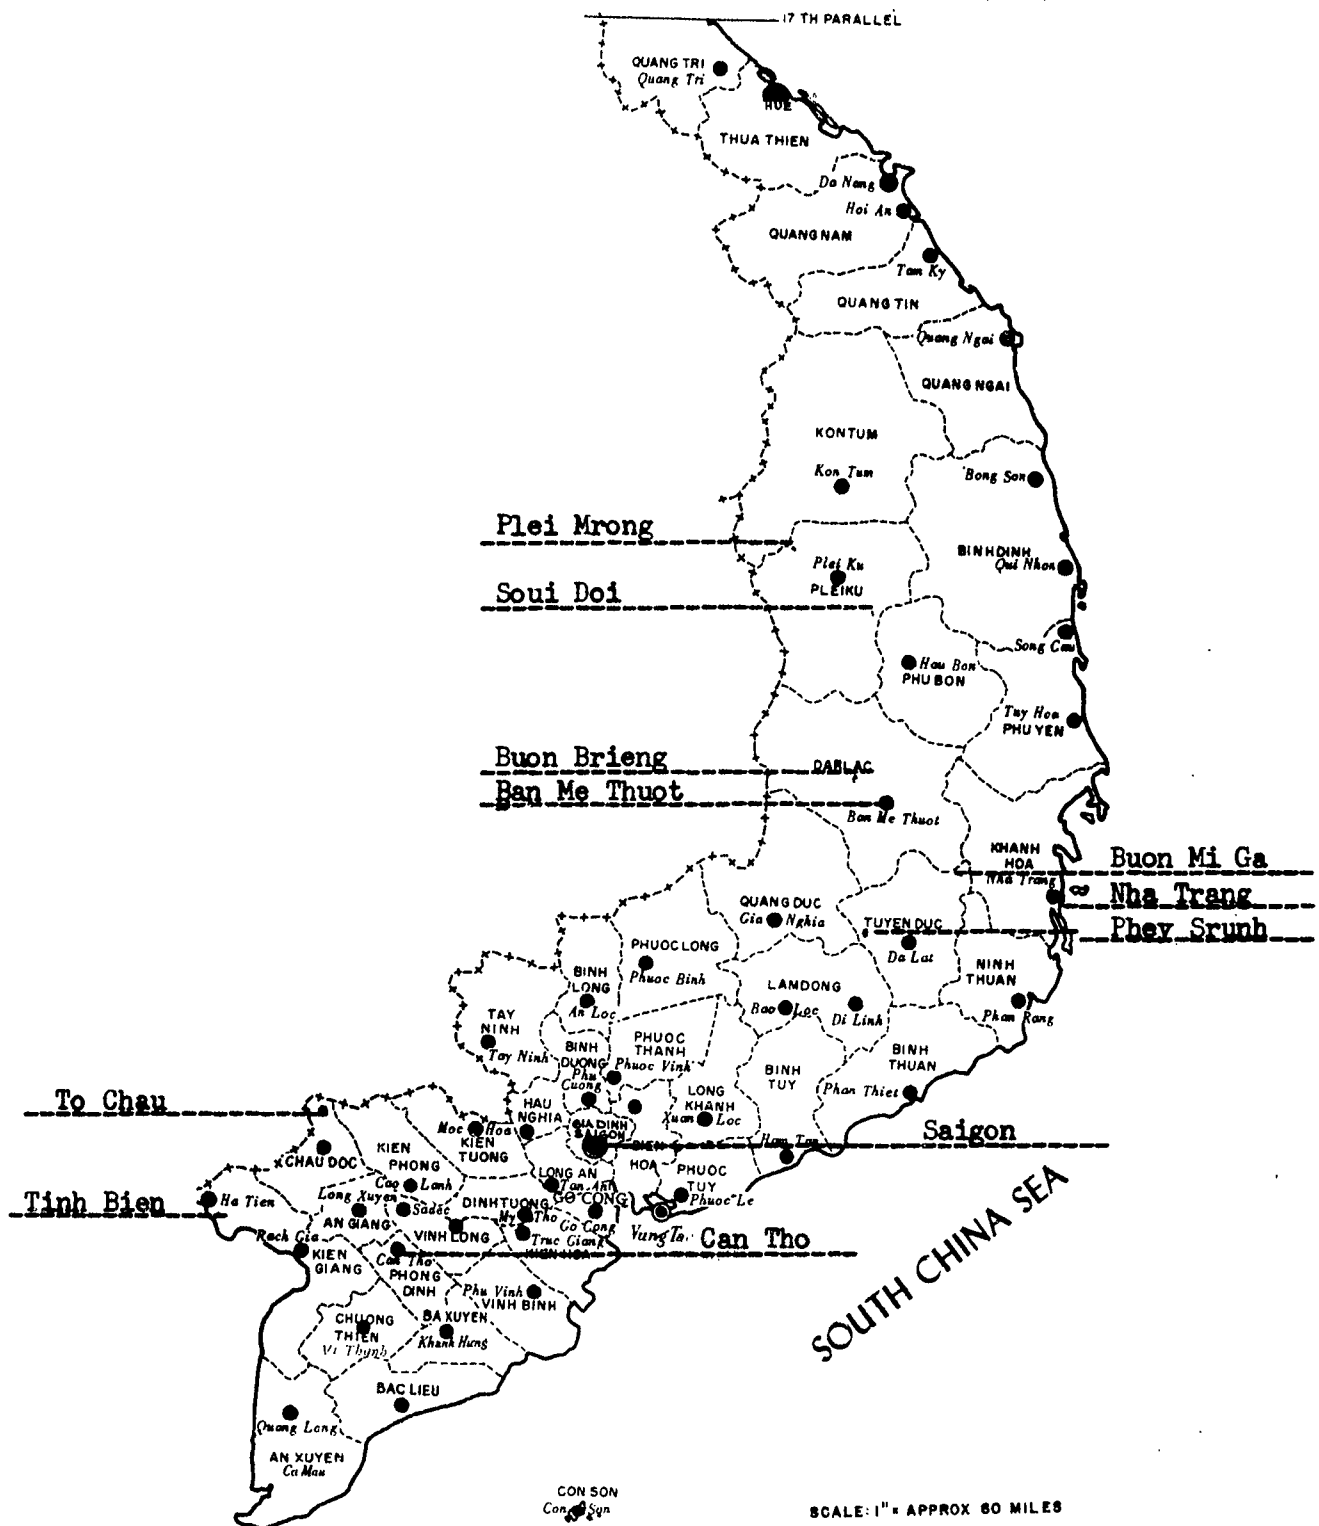 17 TH PARALLEL
QUANG TRI
Quang Tri
HUE
THUA THIEN
Da Nang
Hoi An
QUANG NAM
Tam Ky
QUANG TIN
Quang Ngai
QUANG NGAI
KONTUM
Kon Tum
Bong Son
Plei Mrong
BINH DINH
Qui Nhon
Plei Ku
PLEIKU
Soui Doi
Song Cau
Hau Bon
PHU BON
Tuy Hoa
PHU YEN
Buon Brieng
DARLAC
Ban Me Thuot
Ban Me Thuot
KHANH
HOA
Nha Trang
Buon Mi Ga
Nha Trang
QUANG DUC
Gia Nghia
TUYEN DUC
Phey Srunh
Da Lat
PHUOC LONG
Phuoc Binh
BINH
LONG
An Loc
LAMDONG
Bao Loc
Di Linh
NINH
THUAN
Phan Rang
TAY
NINH
Tay Ninh
PHUOC
THANH
Phuoc Vinh
BINH
DUONG
Phu
Cuong
BINH
TUY
BINH
THUAN
Phan Thiet
To Chau
HAU
NGHIA
LONG
KHANH
Xuan Loc
Moc Hoa
KIEN
TUONG
GIA DINH
SAIGON
Saigon
BIEN
HOA
Ham Tan
CHAU DOC
KIEN
PHONG
Cao Lanh
LONG AN
Tan An
PHUOC
TUY
Phuoc Le
Tinh Bien
Ha Tien
Long Xuyen
AN GIANG
Sadec
DINH TUONG
My Tho
GO CONG
Go Cong
Vung Ta
Rach Gia
KIEN
GIANG
VINH LONG
Truc Giang
KIEN HOA
Can Tho
Can Tho
PHONG
DINH
Phu Vinh
VINH BINH
CHUONG
THIEN
Vi Thanh
BA XUYEN
Khanh Hung
SOUTH CHINA SEA
BAC LIEU
Quang Long
AN XUYEN
Ca Mau
CON SON
Con Son
SCALE: 1" = APPROX 60 MILES